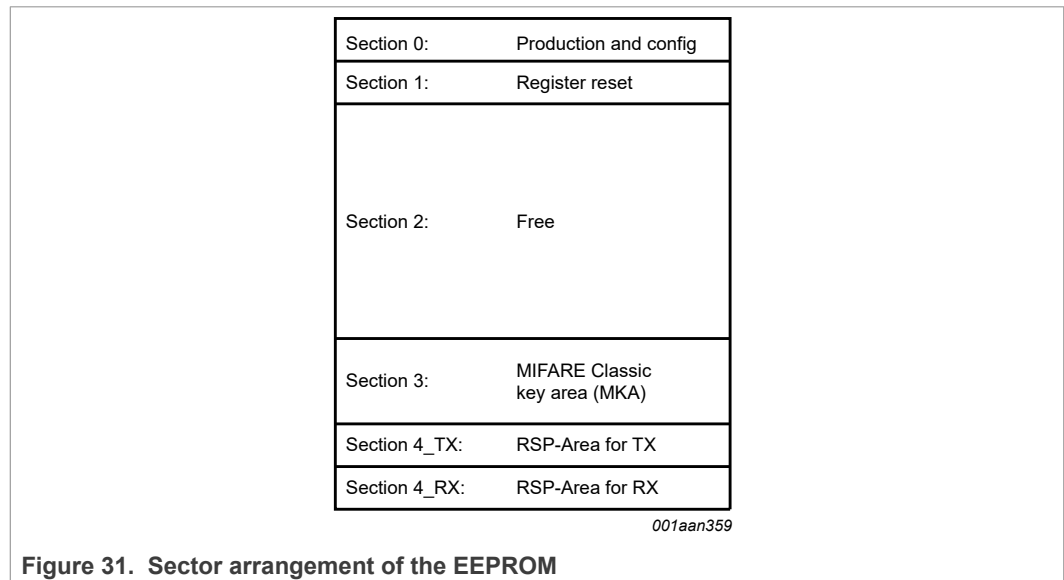 Section 0: Production and config
Section 1: Register reset
Section 2: Free
Section 3: MIFARE Classic
key area (MKA)
Section 4_TX: RSP-Area for TX
Section 4_RX: RSP-Area for RX
001aan359
Figure 31. Sector arrangement of the EEPROM